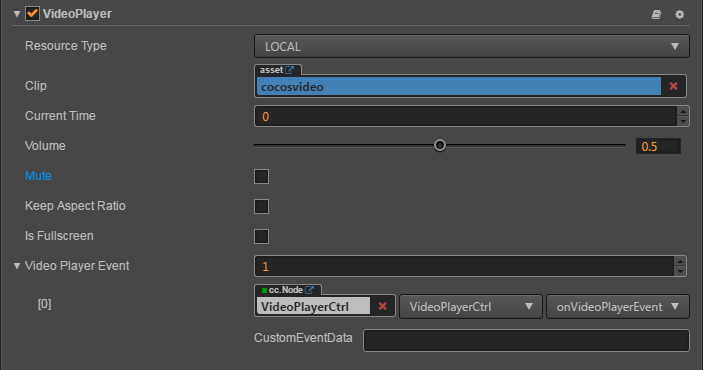 VideoPlayer
Resource Type LOCAL
asset
Clip cocosvideo
Current Time 0
Volume 0.5
Mute
Keep Aspect Ratio
Is Fullscreen
Video Player Event 1
cc.Node
[0] VideoPlayerCtrl VideoPlayerCtrl onVideoPlayerEvent
CustomEventData